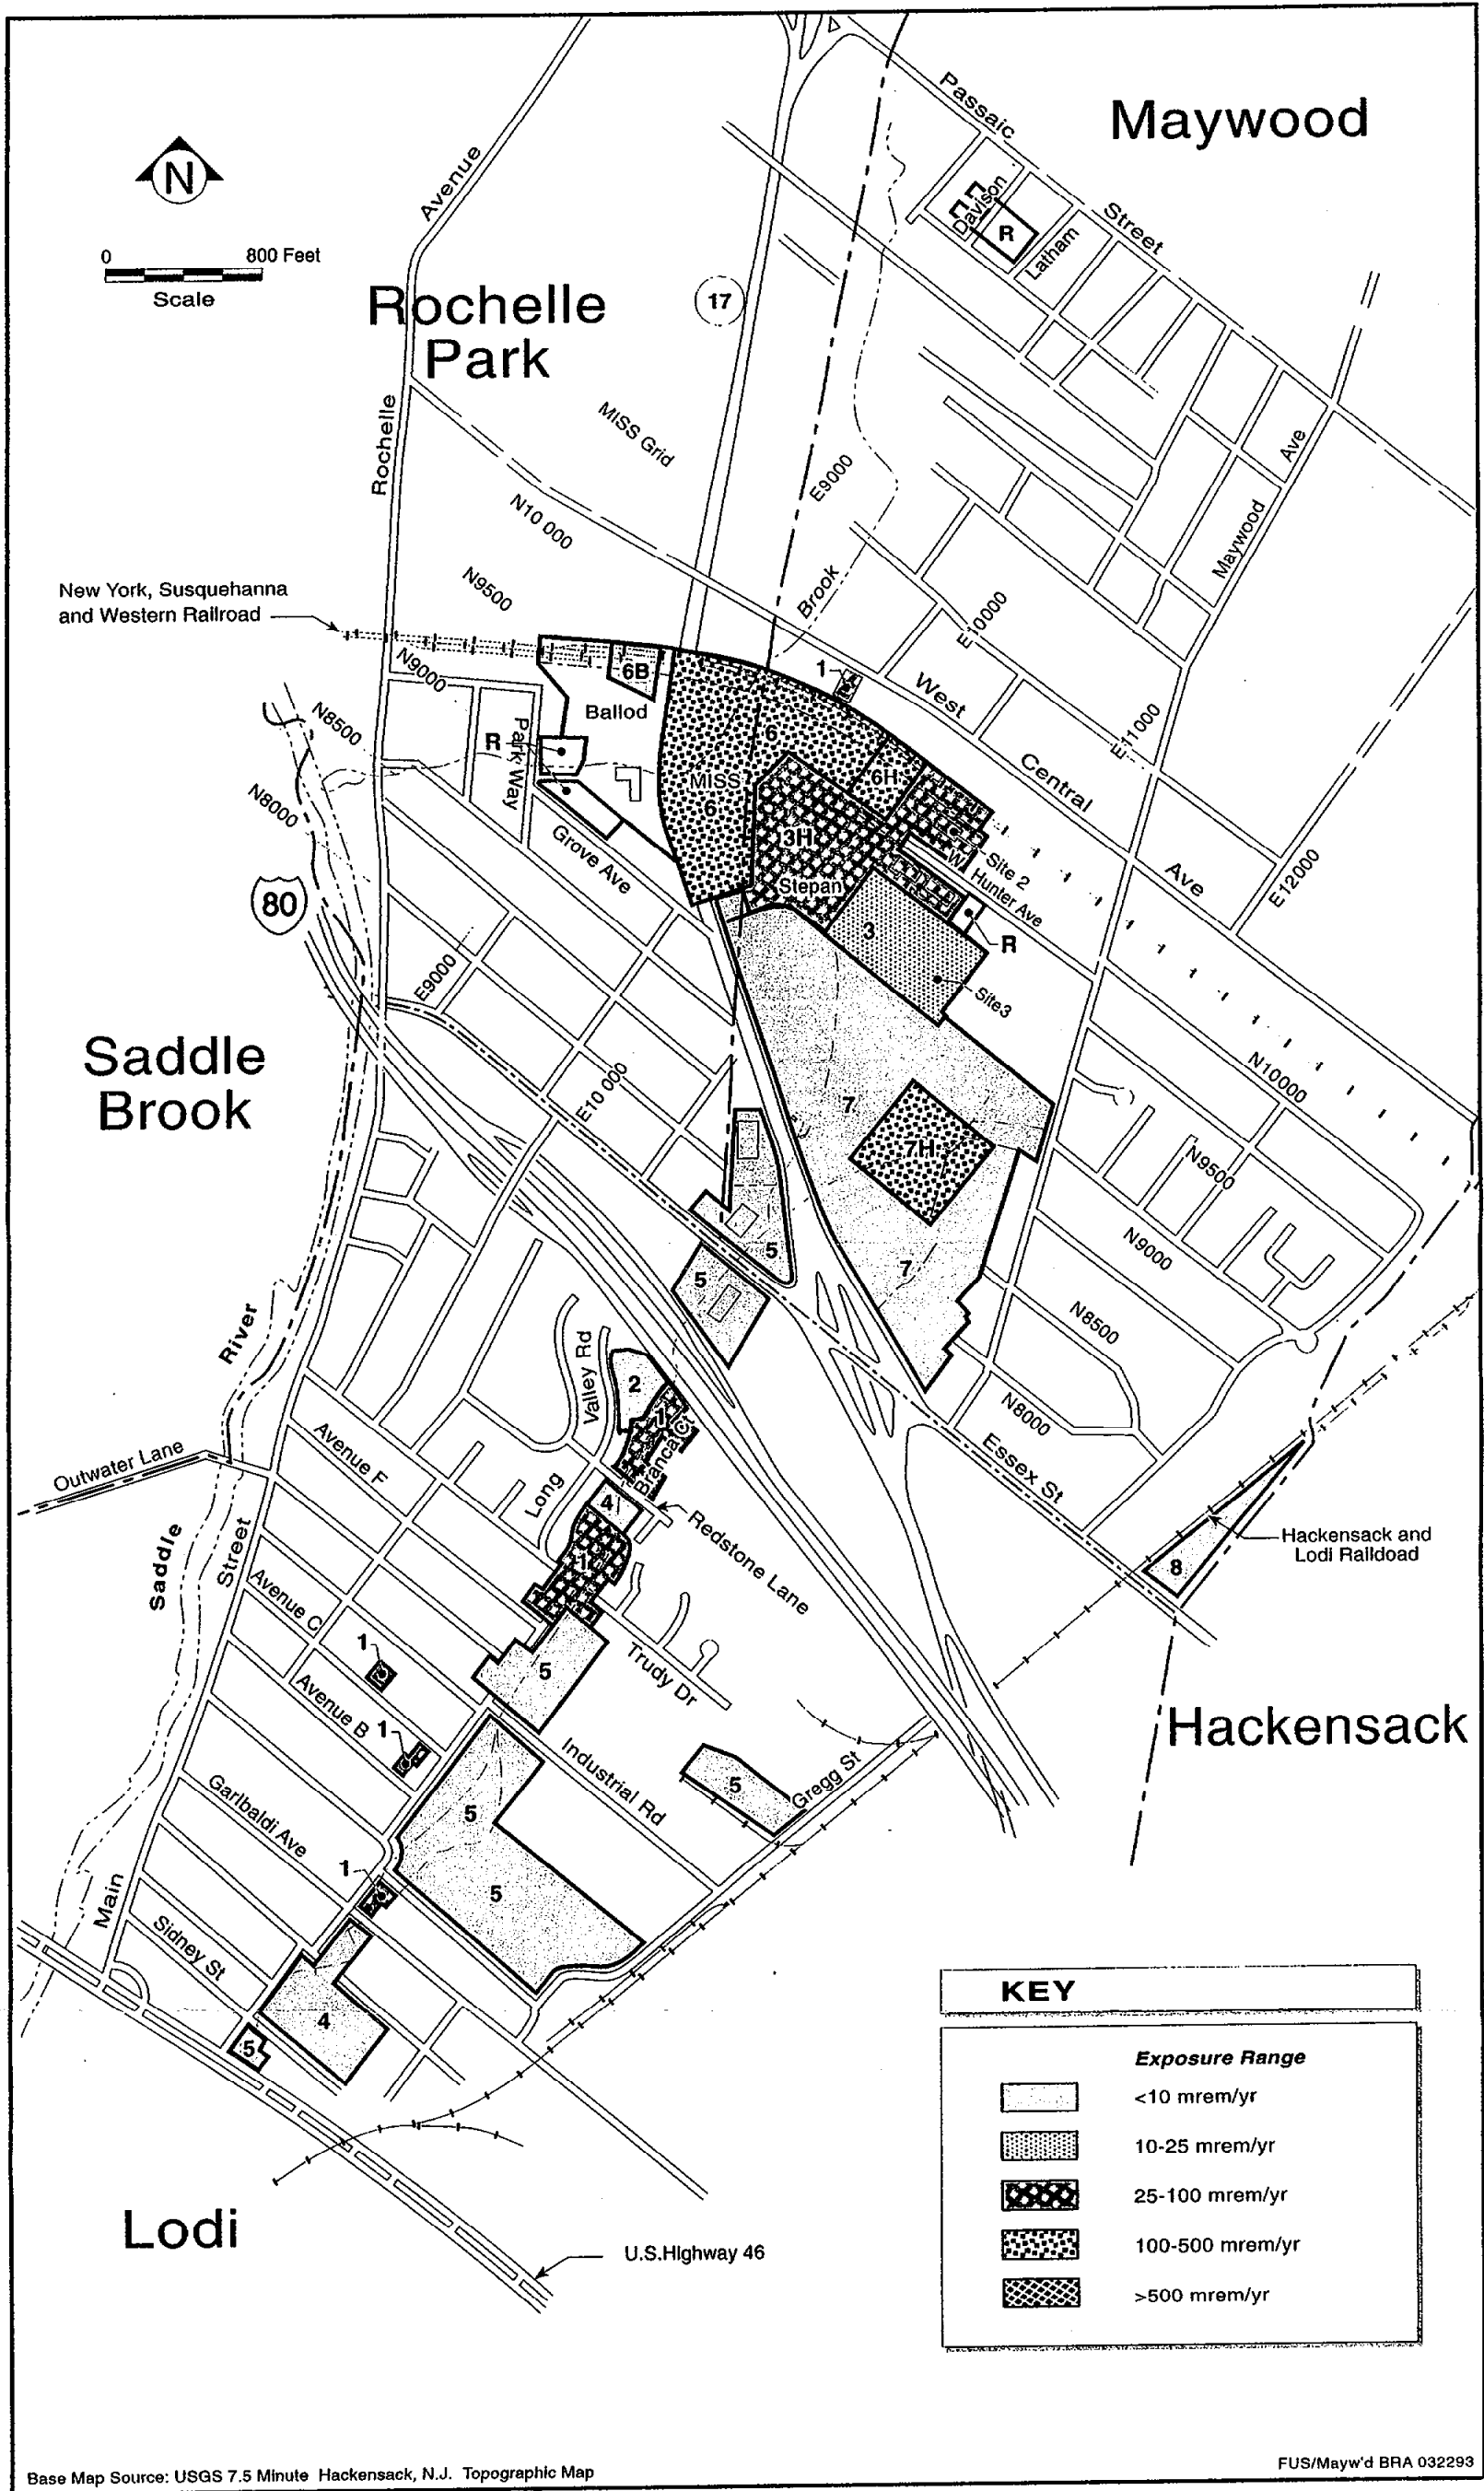 Maywood
Passaic
Street
Davison
R
Latham
N
0 800 Feet
Scale
Avenue
Rochelle
Park
17
Rochelle
MISS Grid
E9000
Ave
Maywood
N10 000
N9500
Brook
E10000
New York, Susquehanna
and Western Railroad
N9000
6B
1
West
Ballod
E11000
N8500
R
Park Way
6
6H
Central
MISS
6
N8000
3H
Site 2
Ave
E12000
Grove Ave
W
Hunter Ave
Stepan
80
3
R
E9000
Site3
Saddle
Brook
E10 000
N10000
7
7H
N9500
5
N9000
5
7
N8500
River
Valley Rd
2
1
Brancato
N8000
Avenue F
Essex St
Outwater Lane
Long
4
Redstone Lane
Hackensack and
Lodi Raildoad
8
Saddle
Street
1
Avenue C
1
5
Trudy Dr
Avenue B
1
Hackensack
Industrial Rd
5
Gregg St
Garibaldi Ave
5
1
5
Main
Sidney St
4
5
KEY
Exposure Range
<10 mrem/yr
10-25 mrem/yr
25-100 mrem/yr
100-500 mrem/yr
>500 mrem/yr
Lodi
U.S.Highway 46
Base Map Source: USGS 7.5 Minute Hackensack, N.J. Topographic Map
FUS/Mayw'd BRA 032293